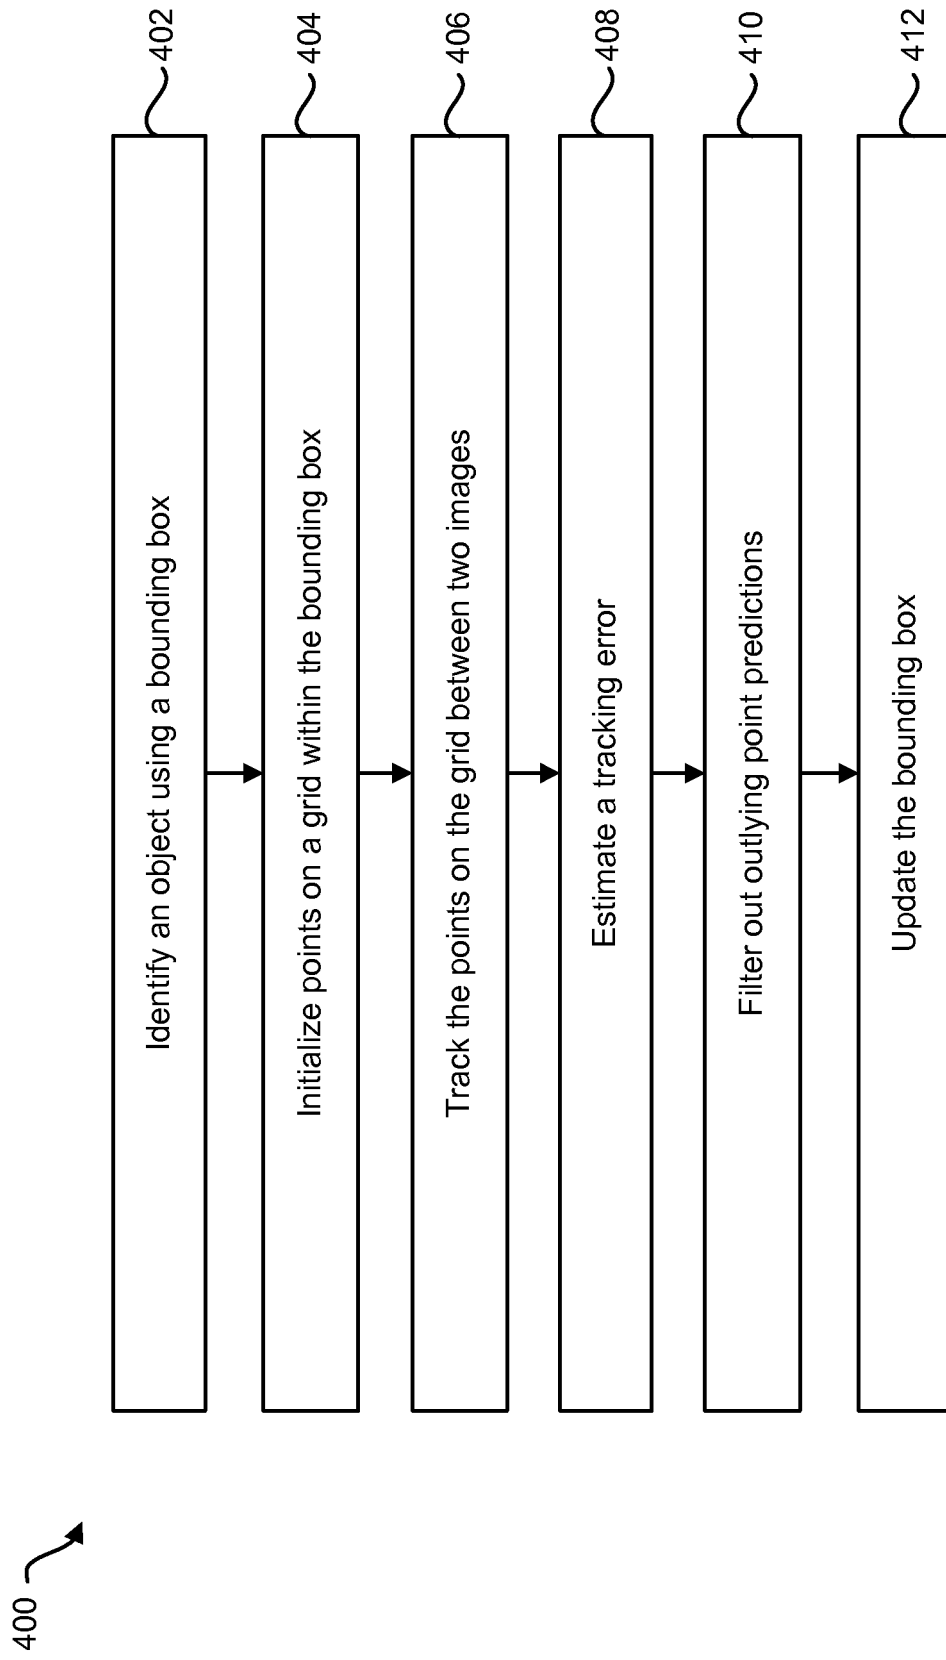 400
Identify an object using a bounding box
402
Initialize points on a grid within the bounding box
404
Track the points on the grid between two images
406
Estimate a tracking error
408
Filter out outlying point predictions
410
Update the bounding box
412